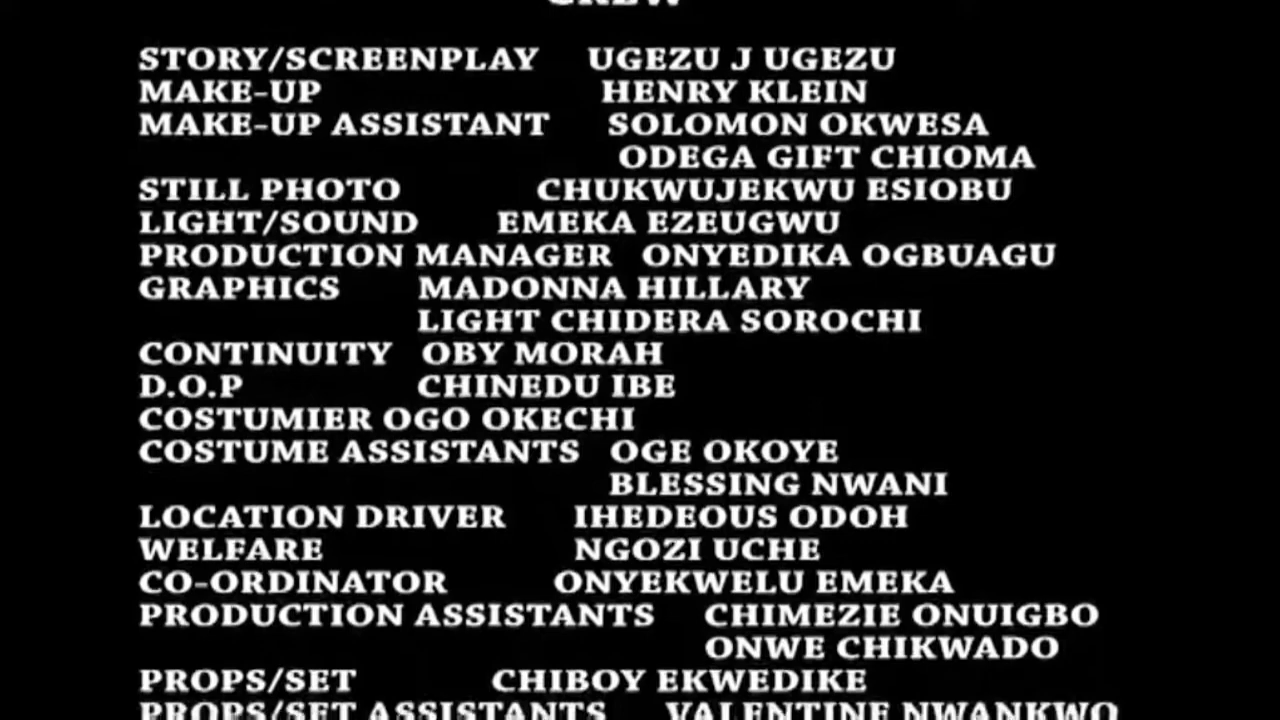 CREW
STORY/SCREENPLAY UGEZU J UGEZU
MAKE-UP HENRY KLEIN
MAKE-UP ASSISTANT SOLOMON OKWESA
ODEGA GIFT CHIOMA
STILL PHOTO CHUKWUJEKWU ESIOBU
LIGHT/SOUND EMEKA EZEUGWU
PRODUCTION MANAGER ONYEDIKA OGBUAGU
GRAPHICS MADONNA HILLARY
LIGHT CHIDERA SOROCHI
CONTINUITY OBY MORAH
D.O.P CHINEDU IBE
COSTUMIER OGO OKECHI
COSTUME ASSISTANTS OGE OKOYE
BLESSING NWANI
LOCATION DRIVER IHEDEOUS ODOH
WELFARE NGOZI UCHE
CO-ORDINATOR ONYEKWELU EMEKA
PRODUCTION ASSISTANTS CHIMEZIE ONUIGBO
ONWE CHIKWADO
PROPS/SET CHIBOY EKWEDIKE
PROPS/SET ASSISTANTS VALENTINE NWANKWO